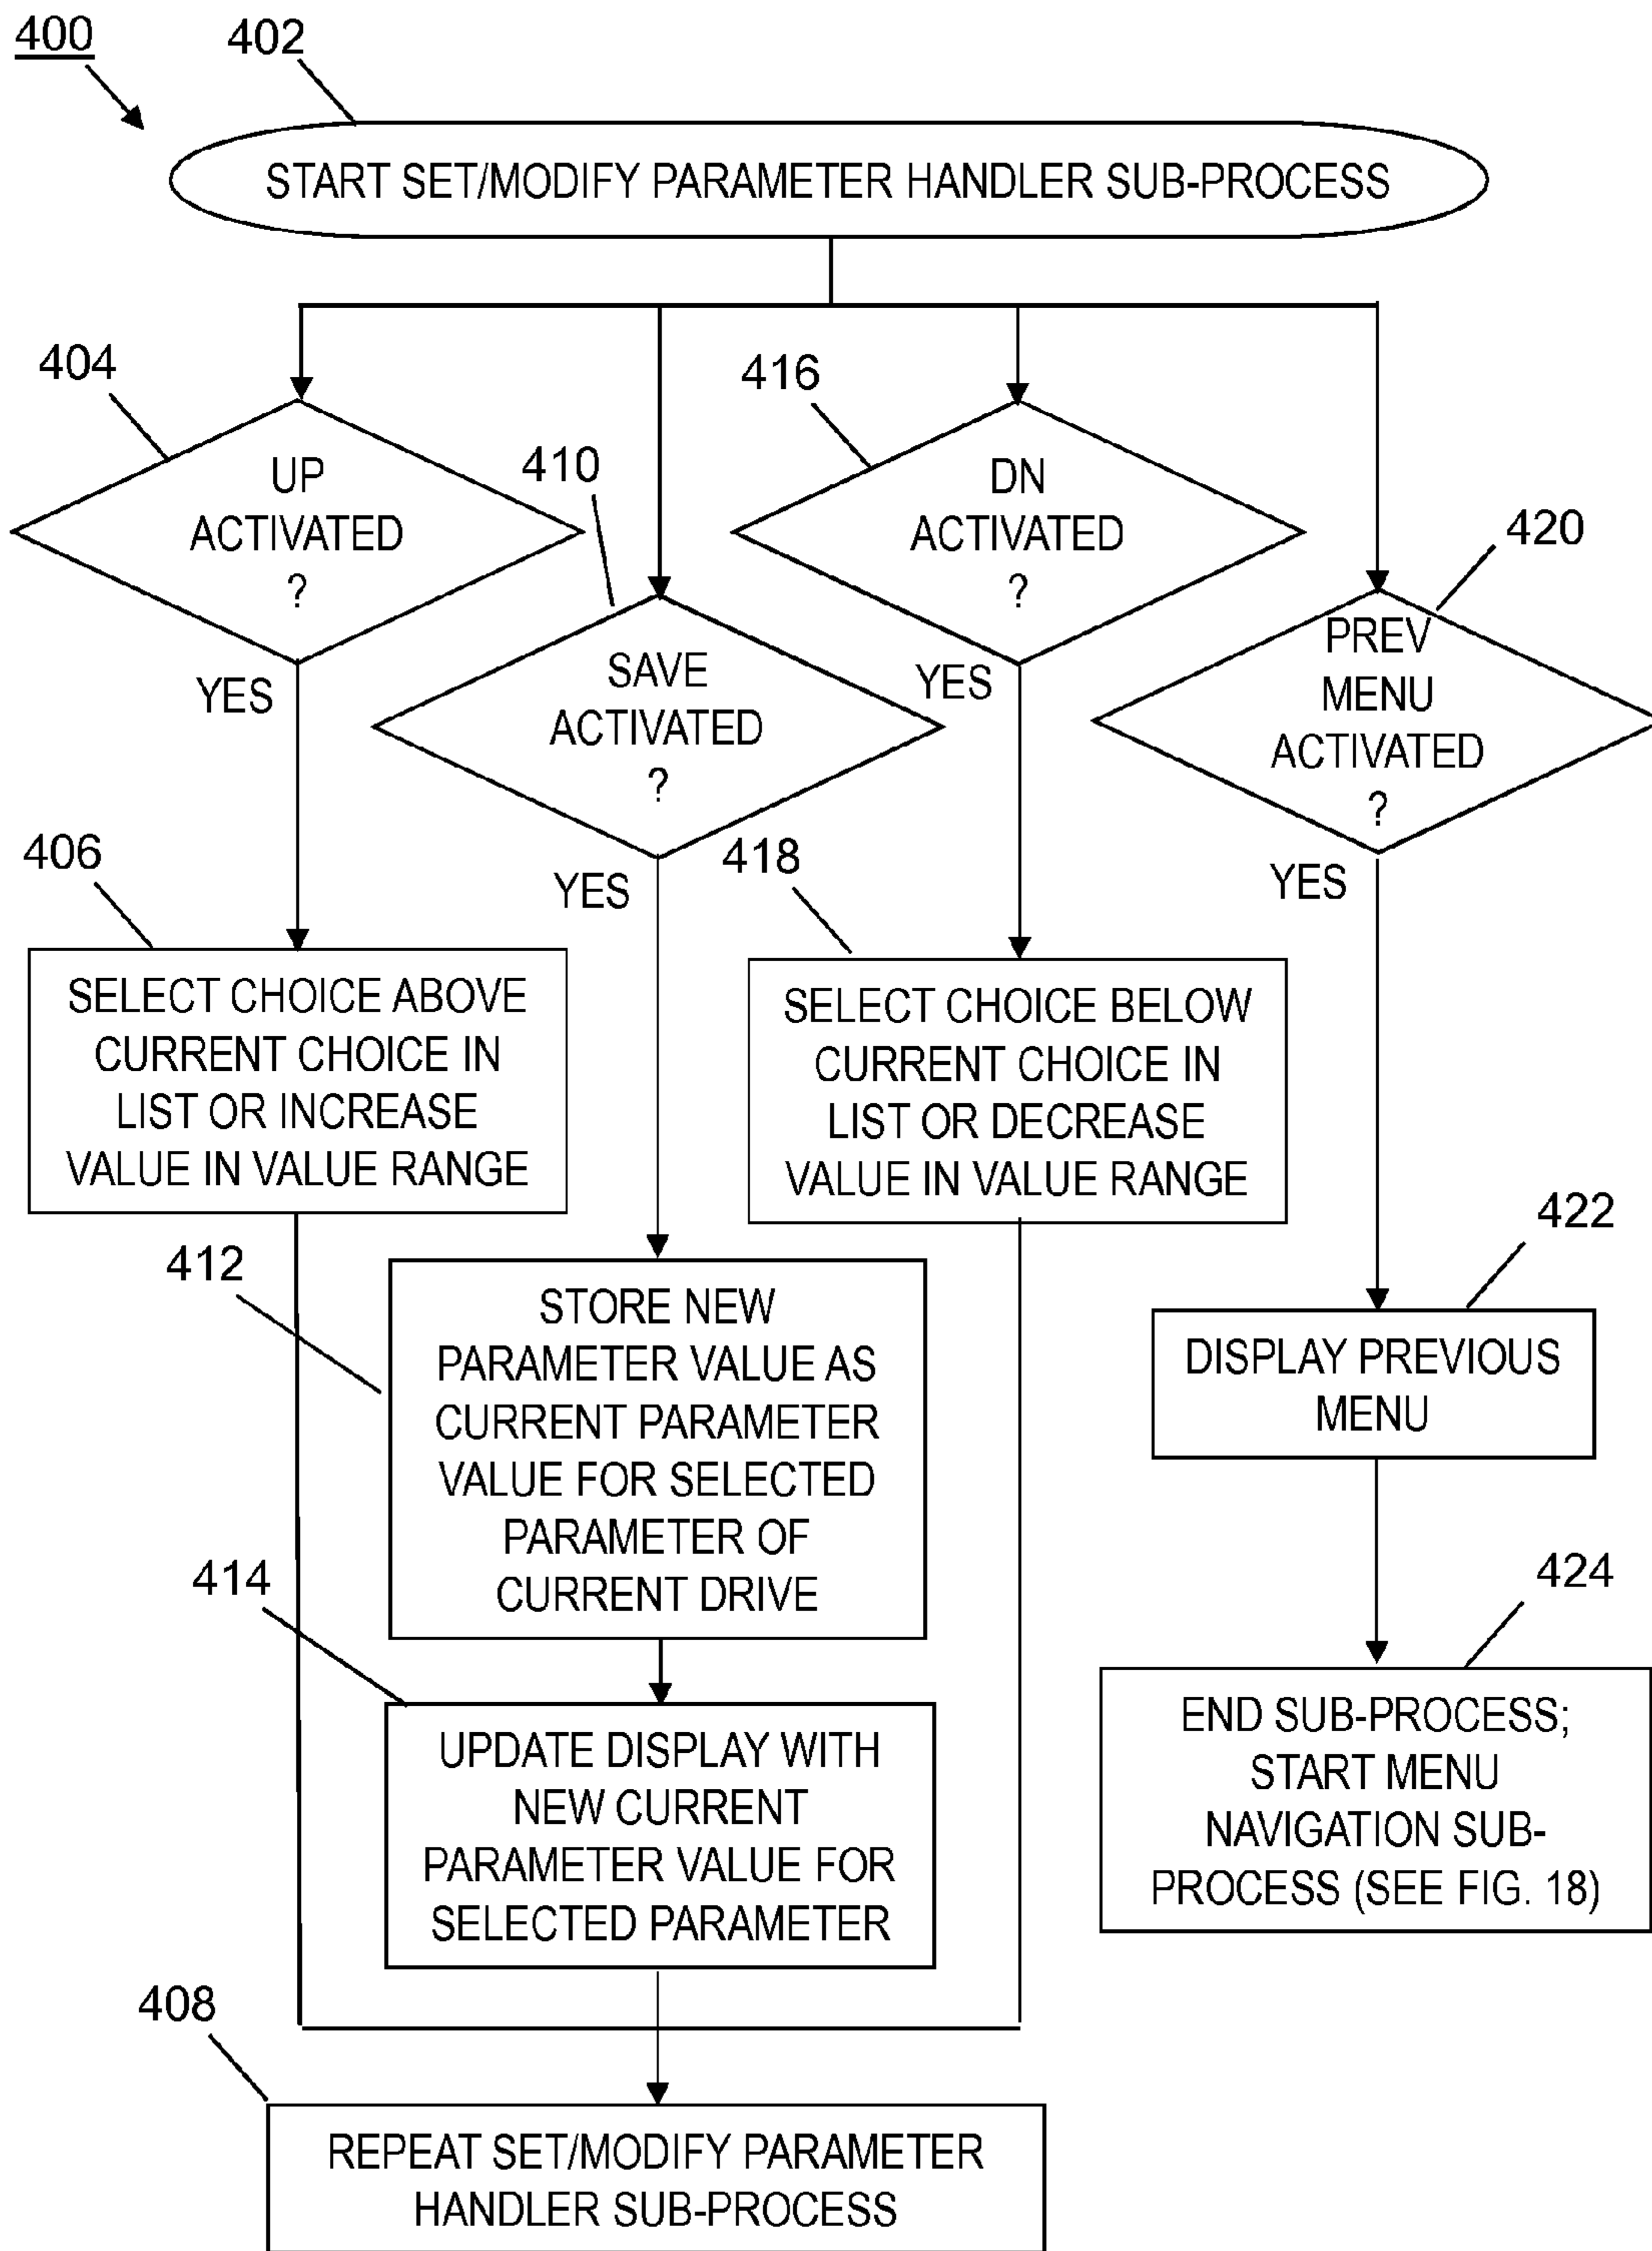 400
402
START SET/MODIFY PARAMETER HANDLER SUB-PROCESS
404
UP
ACTIVATED
?
YES
410
SAVE
ACTIVATED
?
YES
416
DN
ACTIVATED
?
YES
420
PREV
MENU
ACTIVATED
?
YES
406
SELECT CHOICE ABOVE
CURRENT CHOICE IN
LIST OR INCREASE
VALUE IN VALUE RANGE
418
SELECT CHOICE BELOW
CURRENT CHOICE IN
LIST OR DECREASE
VALUE IN VALUE RANGE
412
STORE NEW
PARAMETER VALUE AS
CURRENT PARAMETER
VALUE FOR SELECTED
PARAMETER OF
CURRENT DRIVE
422
DISPLAY PREVIOUS
MENU
414
UPDATE DISPLAY WITH
NEW CURRENT
PARAMETER VALUE FOR
SELECTED PARAMETER
424
END SUB-PROCESS;
START MENU
NAVIGATION SUB-
PROCESS (SEE FIG. 18)
408
REPEAT SET/MODIFY PARAMETER
HANDLER SUB-PROCESS